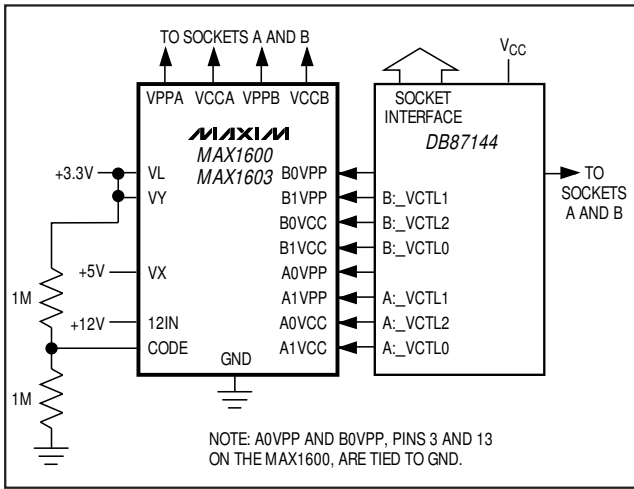 TO SOCKETS A AND B
VCC
VPPA VCCA VPPB VCCB
SOCKET
INTERFACE
DB87144
MAXIM
MAX1600
MAX1603
+3.3V
VL
VY
B0VPP
B1VPP
B:_VCTL1
B0VCC
B:_VCTL2
B1VCC
B:_VCTL0
TO
SOCKETS
A AND B
+5V
VX
A0VPP
1M
A1VPP
A:_VCTL1
+12V
12IN
A0VCC
A:_VCTL2
CODE
A1VCC
A:_VCTL0
GND
1M
NOTE: A0VPP AND B0VPP, PINS 3 AND 13
ON THE MAX1600, ARE TIED TO GND.